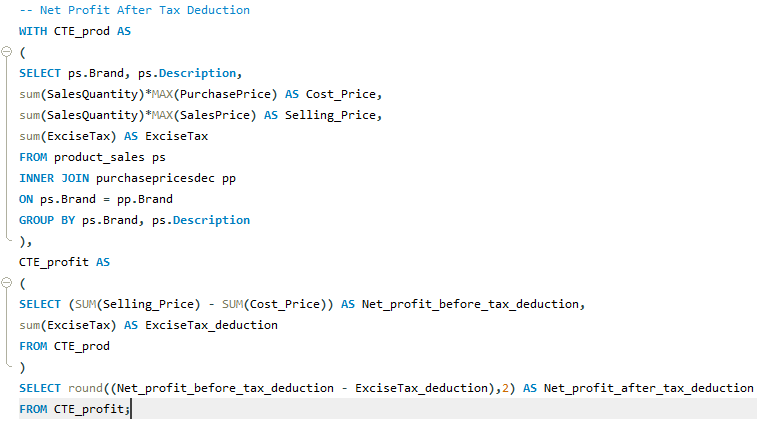 -- Net Profit After Tax Deduction
WITH CTE_prod AS
(
SELECT ps.Brand, ps.Description,
sum(SalesQuantity)*MAX(PurchasePrice) AS Cost_Price,
sum(SalesQuantity)*MAX(SalesPrice) AS Selling_Price,
sum(ExciseTax) AS ExciseTax
FROM product_sales ps
INNER JOIN purchasepricesdec pp
ON ps.Brand = pp.Brand
GROUP BY ps.Brand, ps.Description
),
CTE_profit AS
(
SELECT (SUM(Selling_Price) - SUM(Cost_Price)) AS Net_profit_before_tax_deduction,
sum(ExciseTax) AS ExciseTax_deduction
FROM CTE_prod
)
SELECT round((Net_profit_before_tax_deduction - ExciseTax_deduction),2) AS Net_profit_after_tax_deduction
FROM CTE_profit;